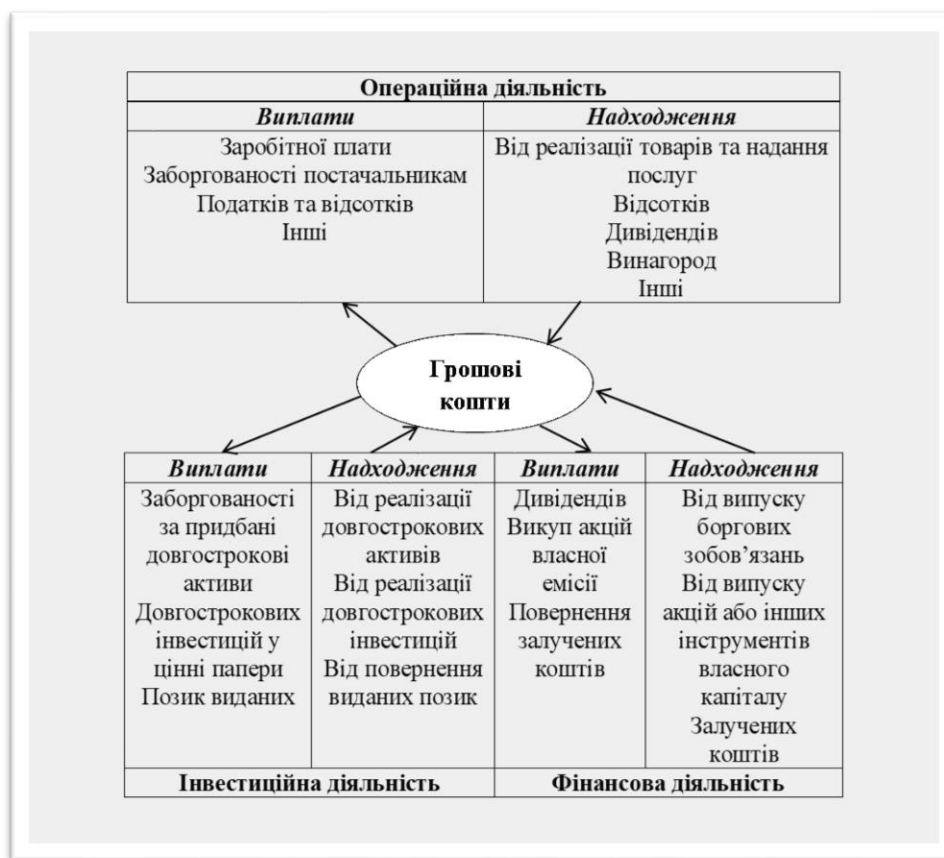 Операційна діяльність
Виплати
Заробітної плати
Заборгованості постачальникам
Податків та відсотків
Інші
Надходження
Від реалізації товарів та надання
послуг
Відсотків
Дивідендів
Винагород
Інші
Грошові
кошти
Виплати
Заборгованості
за придбані
довгострокові
активи
Довгострокових
інвестицій у
цінні папери
Позик виданих
Надходження
Від реалізації
довгострокових
активів
Від реалізації
довгострокових
інвестицій
Від повернення
виданих позик
Інвестиційна діяльність
Виплати
Дивідендів
Викуп акцій
власної
емісії
Повернення
залучених
коштів
Надходження
Від випуску
боргових
зобов’язань
Від випуску
акцій або інших
інструментів
власного
капіталу
Залучених
коштів
Фінансова діяльність